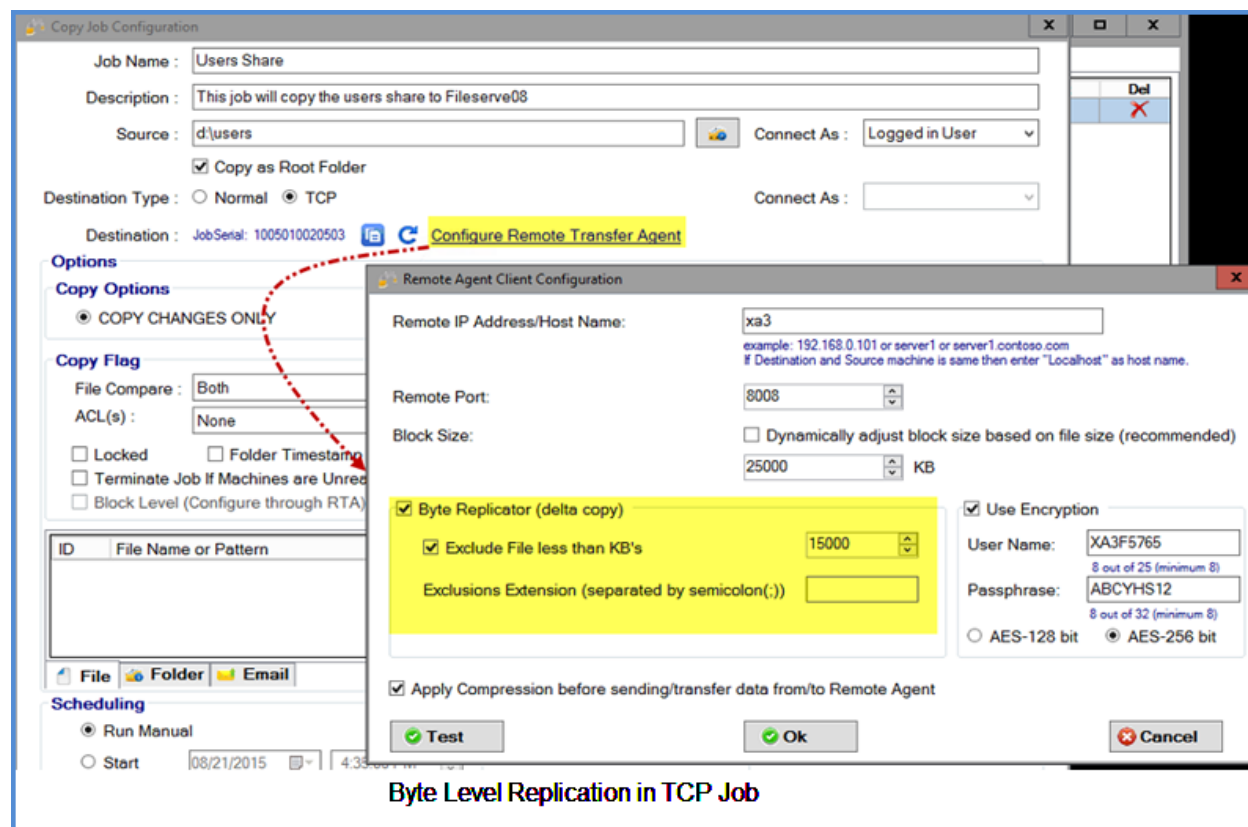 Copy Job Configuration
Job Name : Users Share
Description : This job will copy the users share to Fileserve08
Del
Source : d:\users Connect As : Logged in User
Copy as Root Folder
Destination Type : Normal TCP Connect As :
Destination : JobSerial: 1005010020503 Configure Remote Transfer Agent
Options
Copy Options
COPY CHANGES ONLY
Copy Flag
File Compare : Both
ACL(s) : None
Locked Folder Timestamp
Terminate Job If Machines are Unrea
Block Level (Configure through RTA)
ID File Name or Pattern
File Folder Email
Scheduling
Run Manual
Start 08/21/2015
Remote Agent Client Configuration
Remote IP Address/Host Name: xa3
example: 192.168.0.101 or server1 or server1.contoso.com
If Destination and Source machine is same then enter "Localhost" as host name.
Remote Port: 8008
Block Size: Dynamically adjust block size based on file size (recommended)
25000 KB
Byte Replicator (delta copy)
Exclude File less than KB's 15000
Exclusions Extension (separated by semicolon(;))
Use Encryption
User Name: XA3F5765
8 out of 25 (minimum 8)
Passphrase: ABCYHS12
8 out of 32 (minimum 8)
AES-128 bit AES-256 bit
Apply Compression before sending/transfer data from/to Remote Agent
Test Ok Cancel
Byte Level Replication in TCP Job